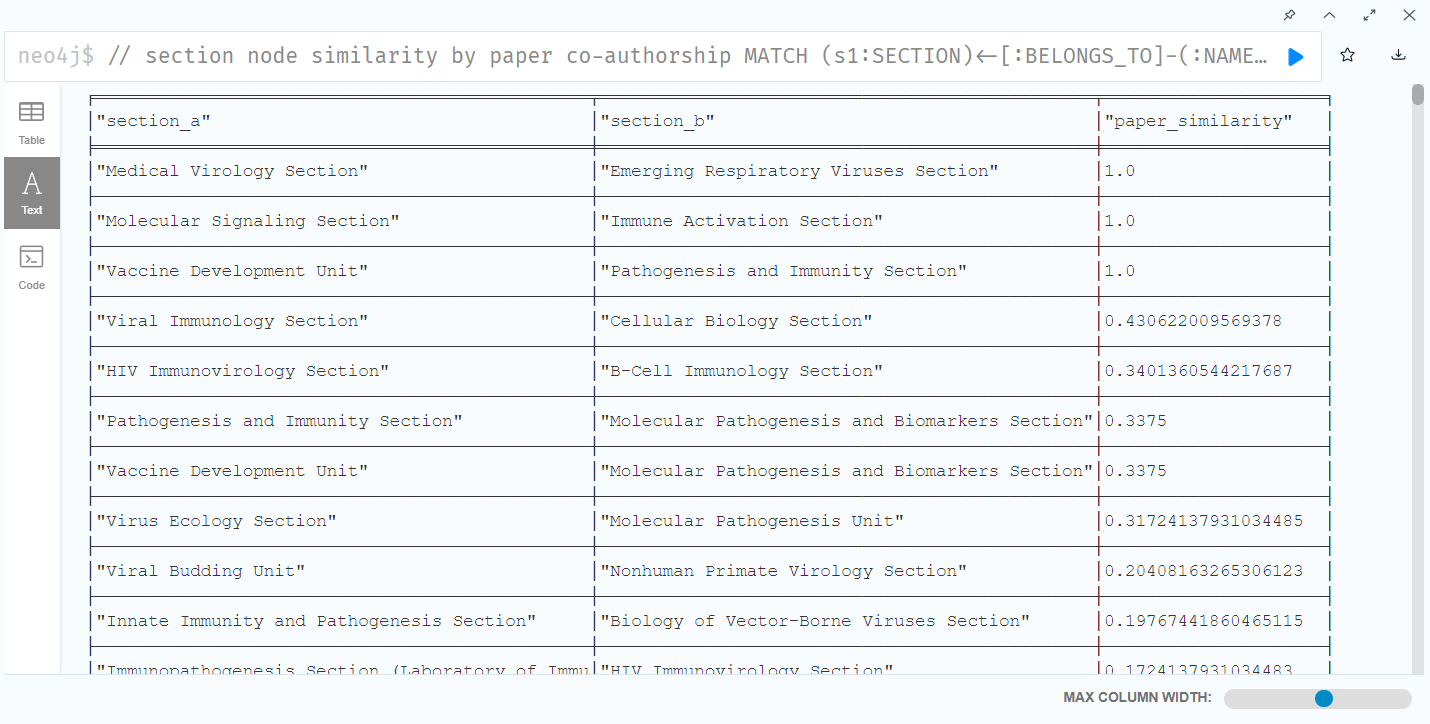 neo4j$ // section node similarity by paper co-authorship MATCH (s1:SECTION)<-[:BELONGS_TO]-(:NAME…
Table
Text
Code
"section_a" "section_b" "paper_similarity"
"Medical Virology Section" "Emerging Respiratory Viruses Section" 1.0
"Molecular Signaling Section" "Immune Activation Section" 1.0
"Vaccine Development Unit" "Pathogenesis and Immunity Section" 1.0
"Viral Immunology Section" "Cellular Biology Section" 0.430622009569378
"HIV Immunovirology Section" "B-Cell Immunology Section" 0.3401360544217687
"Pathogenesis and Immunity Section" "Molecular Pathogenesis and Biomarkers Section" 0.3375
"Vaccine Development Unit" "Molecular Pathogenesis and Biomarkers Section" 0.3375
"Virus Ecology Section" "Molecular Pathogenesis Unit" 0.31724137931034485
"Viral Budding Unit" "Nonhuman Primate Virology Section" 0.20408163265306123
"Innate Immunity and Pathogenesis Section" "Biology of Vector-Borne Viruses Section" 0.19767441860465115
"Immunopathogenesis Section (Laboratory of Immu "HIV Immunovirology Section" 0.1724137931034483
MAX COLUMN WIDTH: